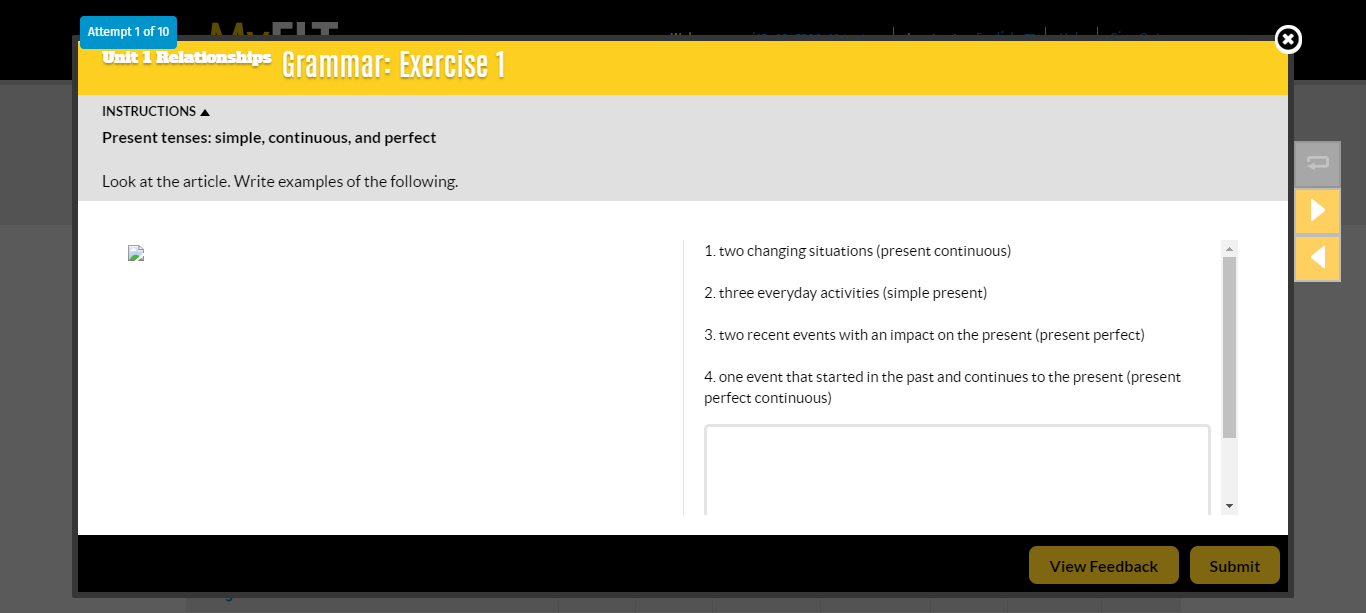 Attempt 1 of 10
Unit 1 Relationships
Grammar: Exercise 1
INSTRUCTIONS
Present tenses: simple, continuous, and perfect
Look at the article. Write examples of the following.
1. two changing situations (present continuous)
2. three everyday activities (simple present)
3. two recent events with an impact on the present (present perfect)
4. one event that started in the past and continues to the present (present
perfect continuous)
View Feedback
Submit